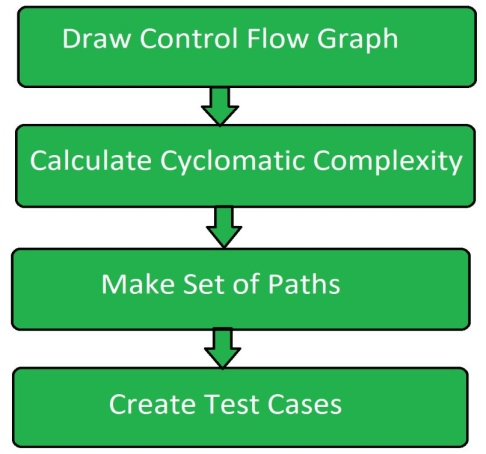 Draw Control Flow Graph
Calculate Cyclomatic Complexity
Make Set of Paths
Create Test Cases